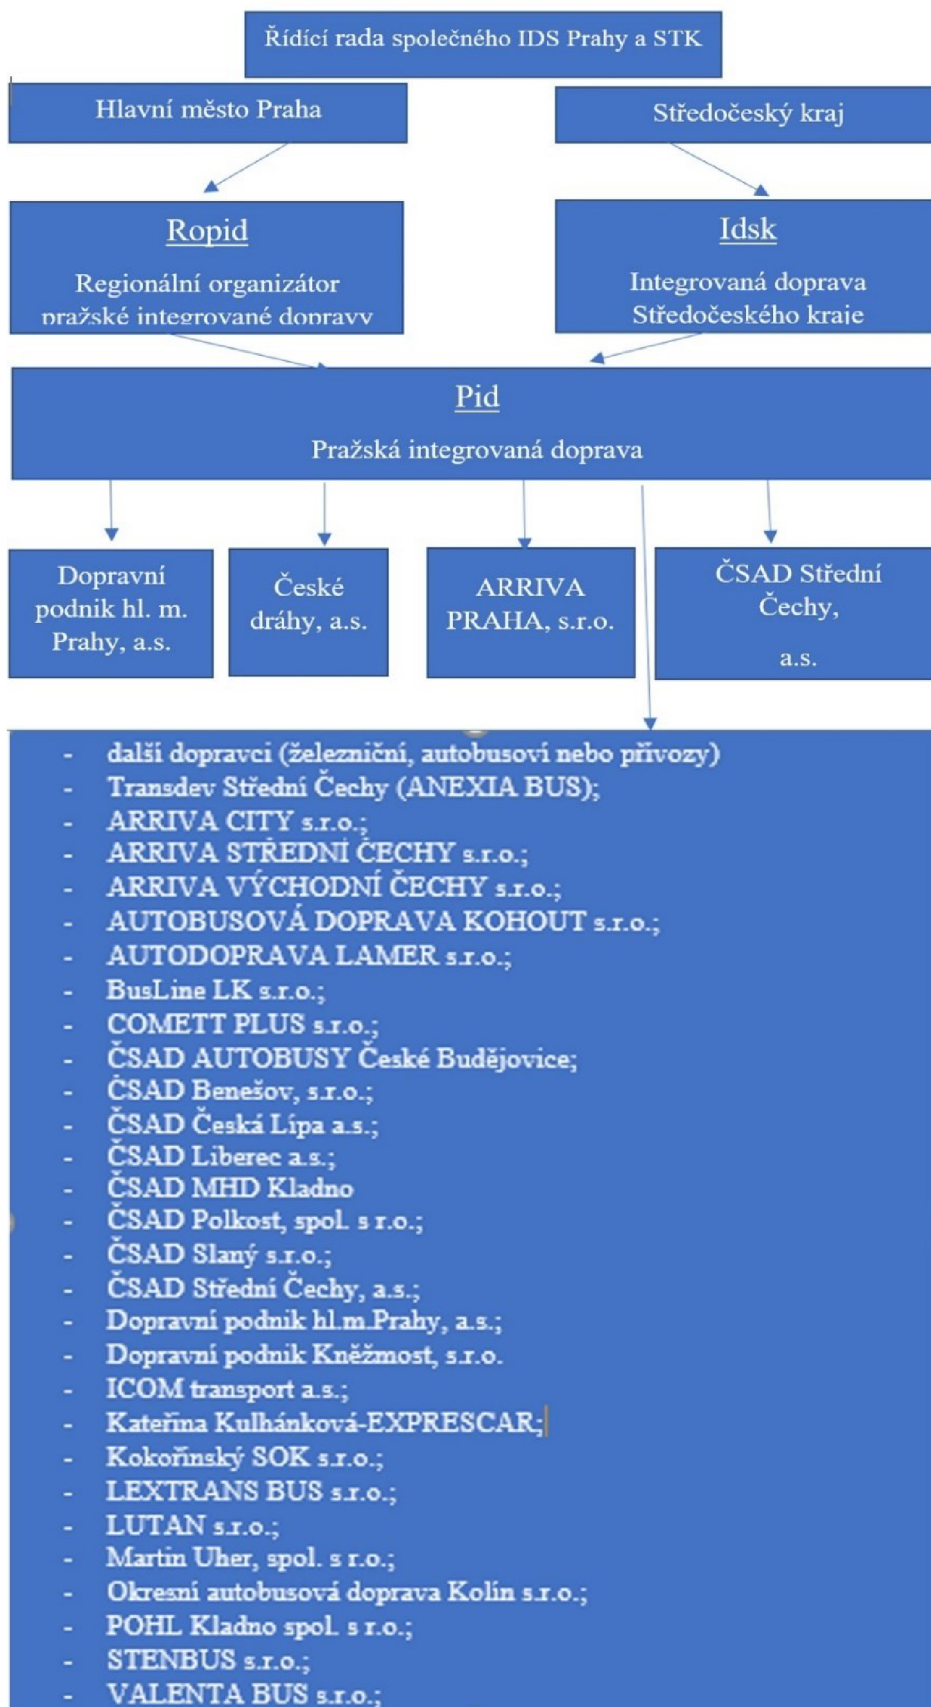 Řídící rada společného IDS Prahy a STK
Hlavní město Praha
Středočeský kraj
Ropid
Regionální organizátor
pražské integrované dopravy
Idsk
Integrovaná doprava
Středočeského kraje
Pid
Pražská integrovaná doprava
Dopravní
podnik hl. m.
Prahy, a.s.
České
dráhy, a.s.
ARRIVA
PRAHA, s.r.o.
ČSAD Střední
Čechy,
a.s.
- další dopravci (železniční, autobusoví nebo přívozy)
- Transdev Střední Čechy (ANEXIA BUS);
- ARRIVA CITY s.r.o.;
- ARRIVA STŘEDNÍ ČECHY s.r.o.;
- ARRIVA VÝCHODNÍ ČECHY s.r.o.;
- AUTOBUSOVÁ DOPRAVA KOHOUT s.r.o.;
- AUTODOPRAVA LAMER s.r.o.;
- BusLine LK s.r.o.;
- COMETT PLUS s.r.o.;
- ČSAD AUTOBUSY České Budějovice;
- ČSAD Benešov, s.r.o.;
- ČSAD Česká Lípa a.s.;
- ČSAD Liberec a.s.;
- ČSAD MHD Kladno
- ČSAD Polkost, spol. s r.o.;
- ČSAD Slaný s.r.o.;
- ČSAD Střední Čechy, a.s.;
- Dopravní podnik hl.m.Prahy, a.s.;
- Dopravní podnik Kněžmost, s.r.o.
- ICOM transport a.s.;
- Kateřina Kulhánková-EXPRESCAR;
- Kokořinský SOK s.r.o.;
- LEXTRANS BUS s.r.o.;
- LUTAN s.r.o.;
- Martin Uher, spol. s r.o.;
- Okresní autobusová doprava Kolín s.r.o.;
- POHL Kladno spol. s r.o.;
- STENBUS s.r.o.;
- VALENTA BUS s.r.o.;